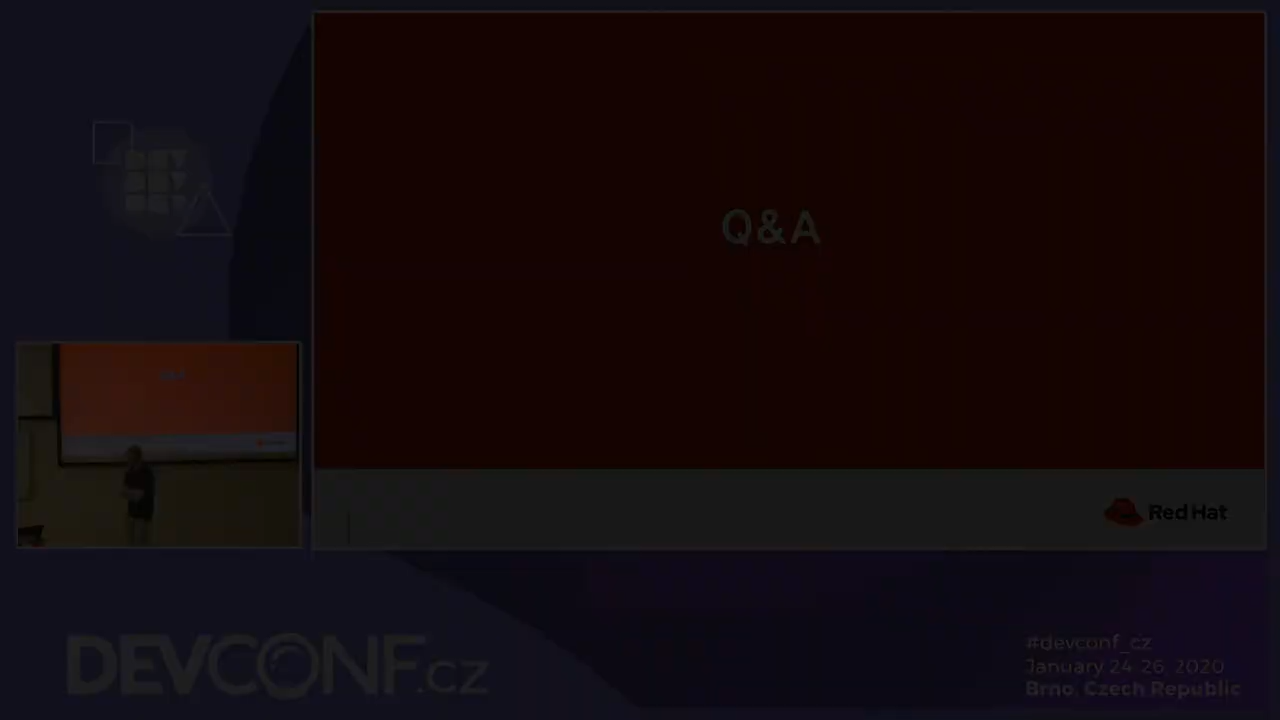 Q&A
Red Hat
DEVCONF.cz
#devconf_cz
January 24-26, 2020
Brno, Czech Republic